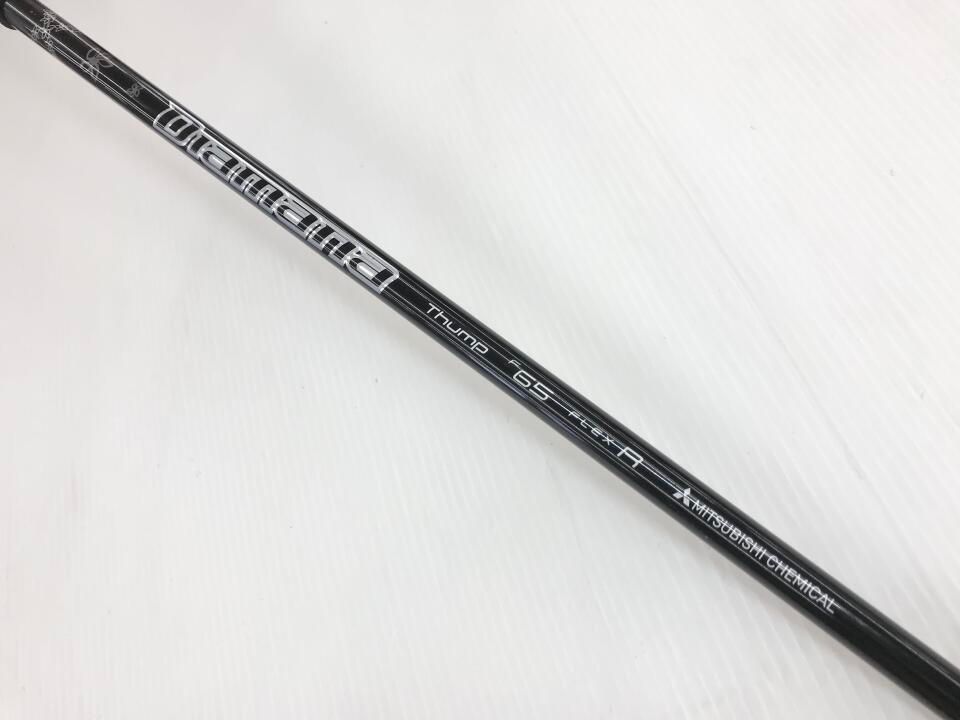 Diamana Thump F 65 FLEX R MITSUBISHI CHEMICAL